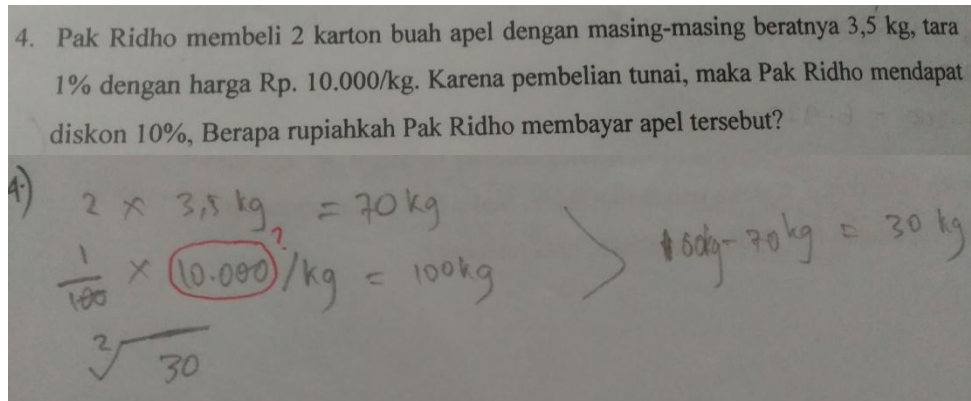 4. Pak Ridho membeli 2 karton buah apel dengan masing-masing beratnya 3,5 kg, tara
1% dengan harga Rp. 10.000/kg. Karena pembelian tunai, maka Pak Ridho mendapat
diskon 10%, Berapa rupiahkah Pak Ridho membayar apel tersebut?
4.) 2 x 3,5 kg = 70 kg
?
1/100 x 10.000/kg = 100 kg > - 70 kg = 30 kg
²√30